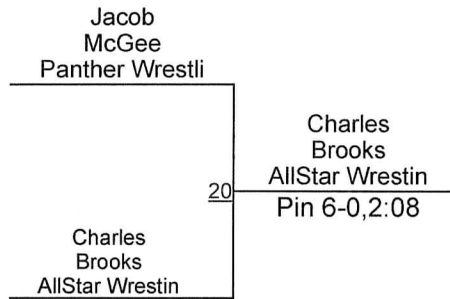 Jacob
McGee
Panther Wrestli
Charles
Brooks
AllStar Wrestin
20
Pin 6-0,2:08
Charles
Brooks
AllStar Wrestin